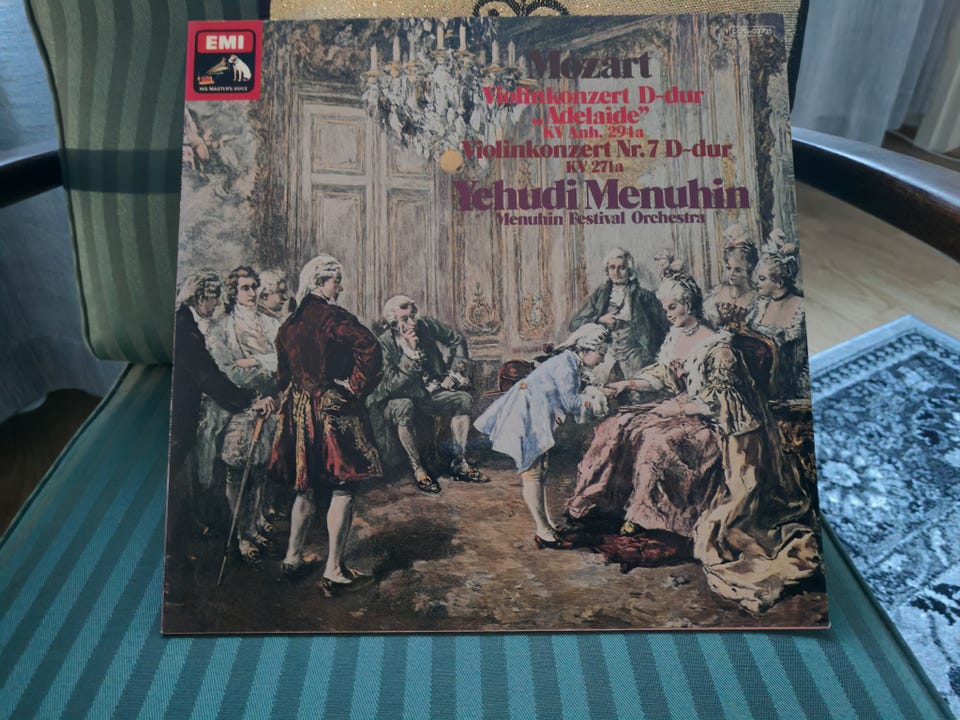 EMI
HIS MASTER'S VOICE
Mozart
Violinkonzert D-dur
„Adelaide”
KV Anh. 294a
Violinkonzert Nr. 7 D-dur
KV 271a
Yehudi Menuhin
Menuhin Festival Orchestra